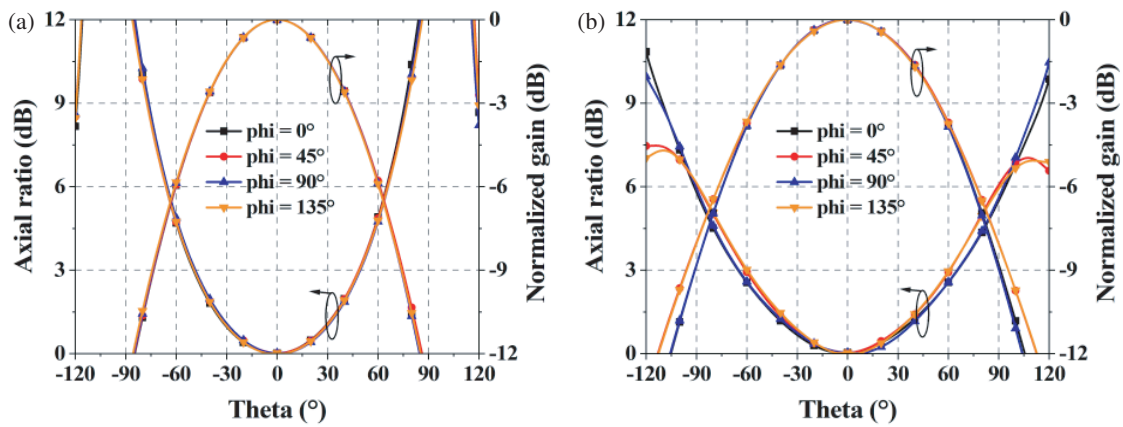 (a)
12
9
6
3
0
Axial ratio (dB)
0
-3
-6
-9
-12
Normalized gain (dB)
phi = 0°
phi = 45°
phi = 90°
phi = 135°
-120 -90 -60 -30 0 30 60 90 120
Theta (°)
(b)
12
9
6
3
0
Axial ratio (dB)
0
-3
-6
-9
-12
Normalized gain (dB)
phi = 0°
phi = 45°
phi = 90°
phi = 135°
-120 -90 -60 -30 0 30 60 90 120
Theta (°)